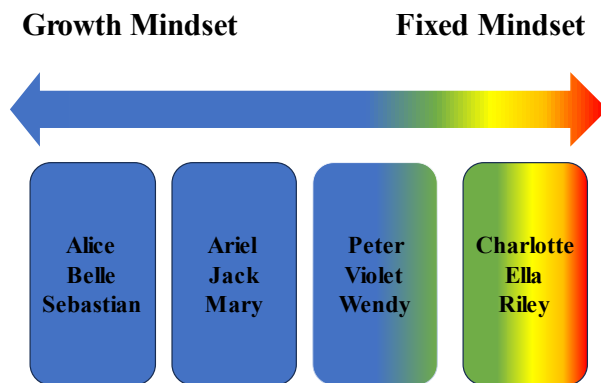 Growth Mindset
Fixed Mindset
Alice
Belle
Sebastian
Ariel
Jack
Mary
Peter
Violet
Wendy
Charlotte
Ella
Riley